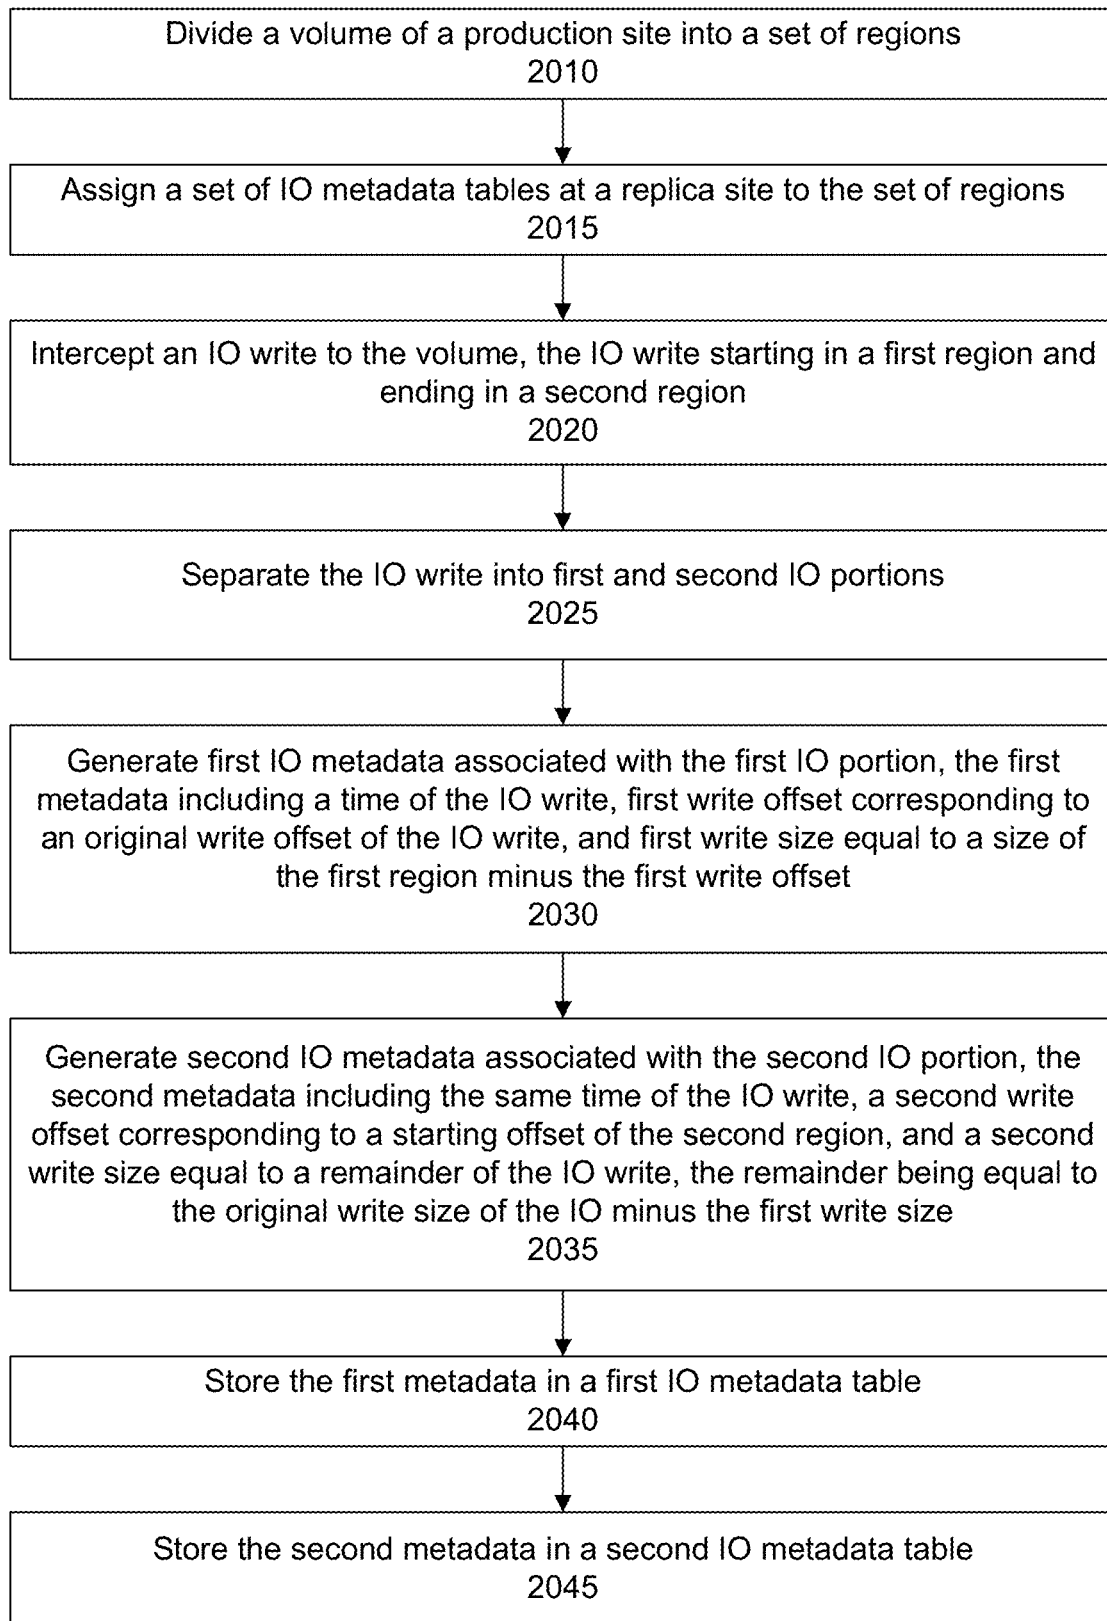 Divide a volume of a production site into a set of regions
2010
Assign a set of IO metadata tables at a replica site to the set of regions
2015
Intercept an IO write to the volume, the IO write starting in a first region and
ending in a second region
2020
Separate the IO write into first and second IO portions
2025
Generate first IO metadata associated with the first IO portion, the first
metadata including a time of the IO write, first write offset corresponding to
an original write offset of the IO write, and first write size equal to a size of
the first region minus the first write offset
2030
Generate second IO metadata associated with the second IO portion, the
second metadata including the same time of the IO write, a second write
offset corresponding to a starting offset of the second region, and a second
write size equal to a remainder of the IO write, the remainder being equal to
the original write size of the IO minus the first write size
2035
Store the first metadata in a first IO metadata table
2040
Store the second metadata in a second IO metadata table
2045